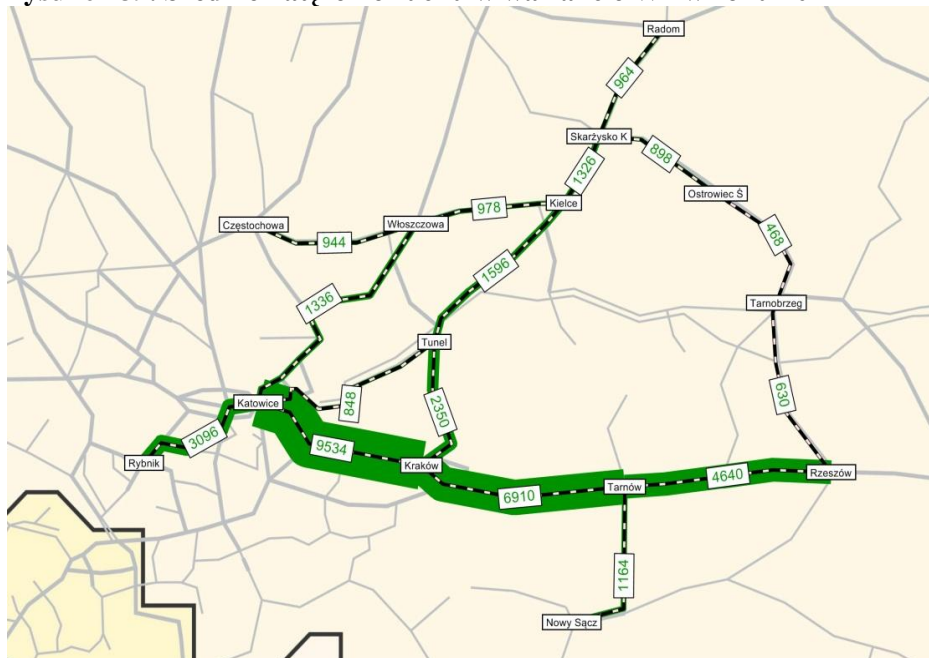 Radom
964
Skarżysko K
898
1326
Ostrowiec Ś
Kielce
978
Częstochowa
Włoszczowa
944
468
1596
1336
Tarnobrzeg
Tunel
848
2350
630
Katowice
3096
9534
Rybnik
Kraków
4640
Rzeszów
6910
Tarnów
1164
Nowy Sącz